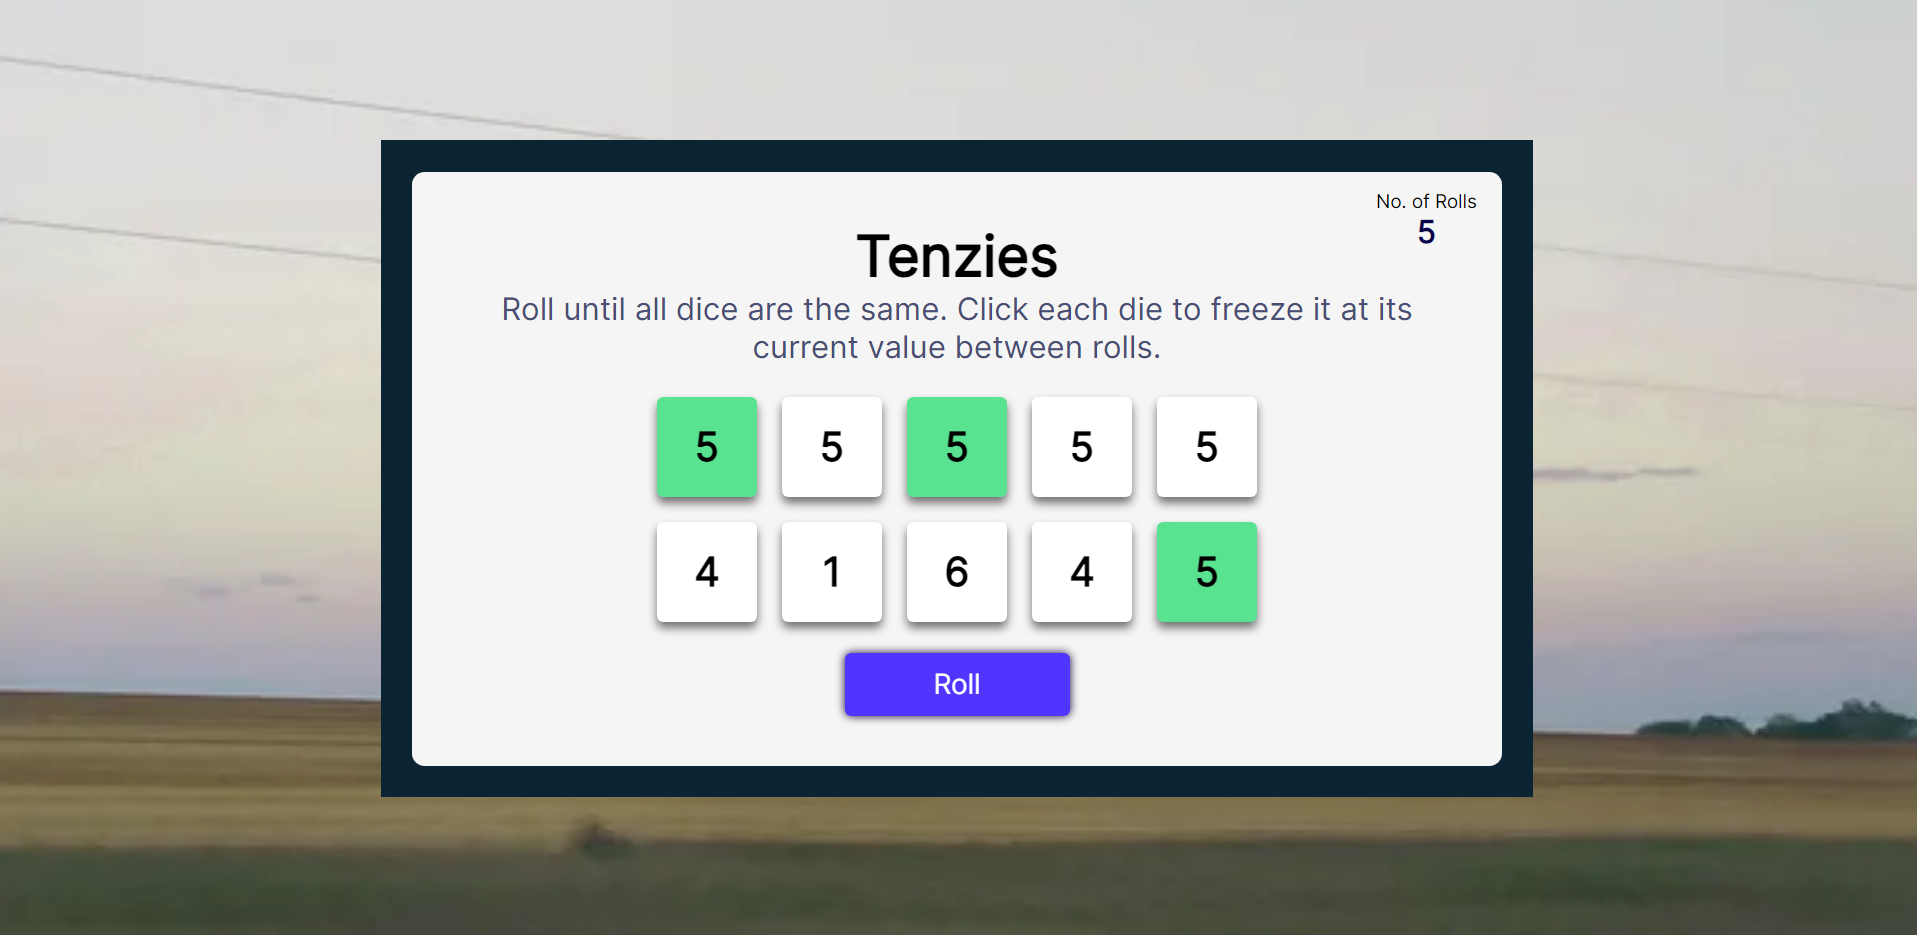 No. of Rolls
5
Tenzies
Roll until all dice are the same. Click each die to freeze it at its
current value between rolls.
5 5 5 5 5
4 1 6 4 5
Roll